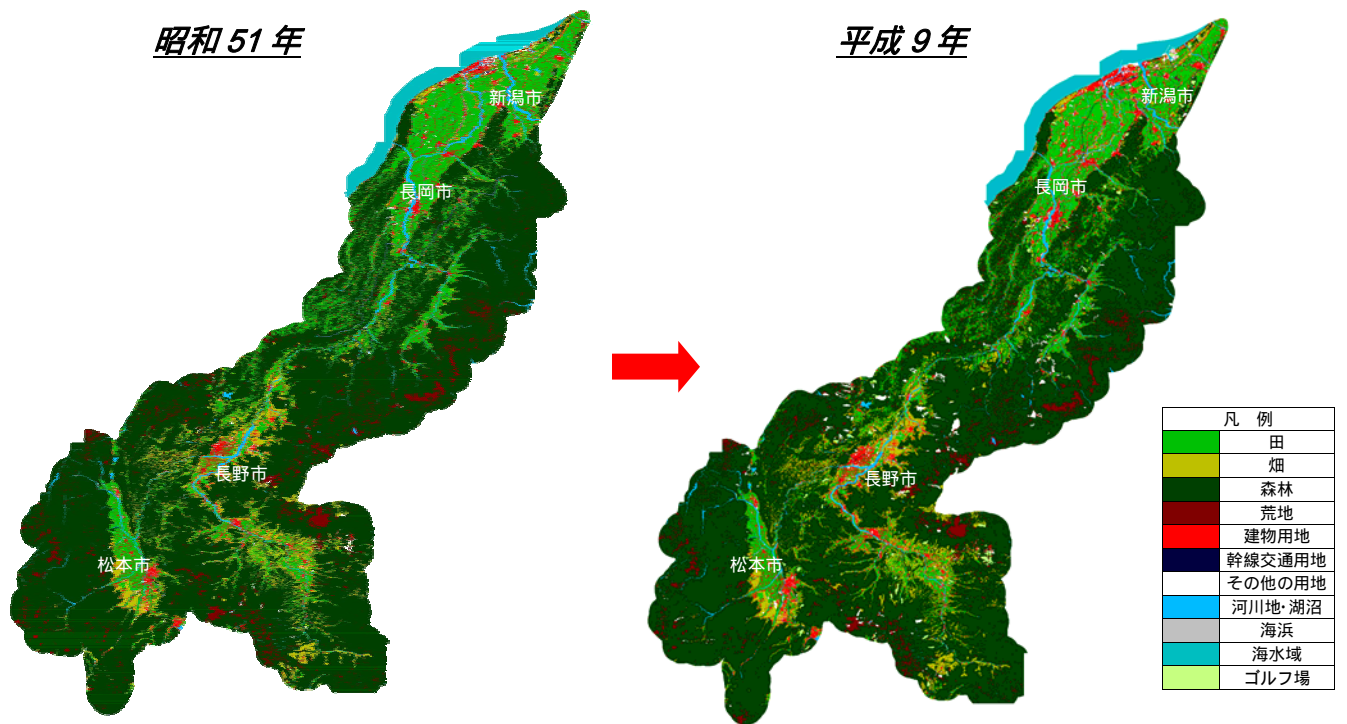 昭和 51 年
平成 9 年
新潟市
長岡市
長野市
松本市
新潟市
長岡市
長野市
松本市
凡 例
田
畑
森林
荒地
建物用地
幹線交通用地
その他の用地
河川地・湖沼
海浜
海水域
ゴルフ場